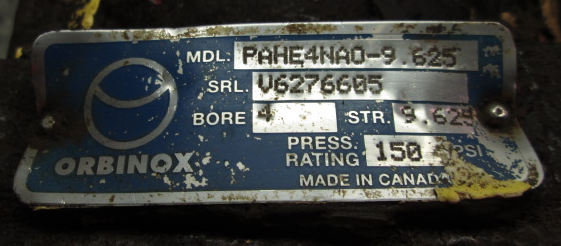 MDL: PAHE4NAO-9.625
SRL. V6276605
BORE 4 STR. 9.625
PRESS. RATING 150 PSI
ORBINOX
MADE IN CANADA